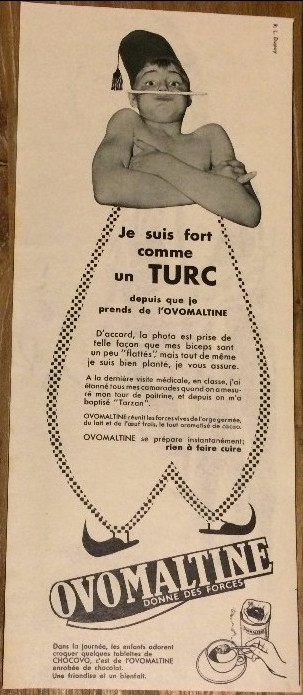 R. L. Dupuy
Je suis fort
comme
un TURC
depuis que je
prends de l'OVOMALTINE
D'accord, la photo est prise de
telle façon que mes biceps sont
un peu "flattés", mais tout de même
je suis bien planté, je vous assure.
A la dernière visite médicale, en classe, j'ai
étonné tous mes camarades quand on a mesu-
ré mon tour de poitrine, et depuis on m'a
baptisé "Tarzan".
OVOMALTINE réunit les forces vives de l'orge germée,
du lait et de l'œuf frais, le tout aromatisé de cacao.
OVOMALTINE se prépare instantanément;
rien à faire cuire
OVOMALTINE
DONNE DES FORCES
Dans la journée, les enfants adorent
croquer quelques tablettes de
CHOCOVO, c'est de l'OVOMALTINE
enrobée de chocolat.
Une friandise et un bienfait.